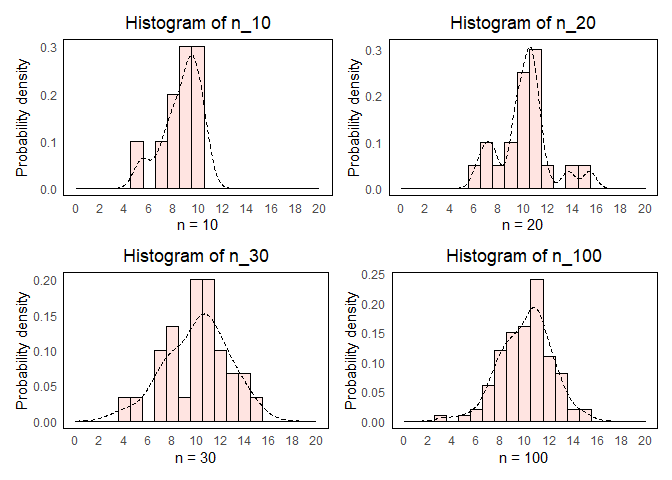 Histogram of n_10
Probability density
0.3
0.2
0.1
0.0
0 2 4 6 8 10 12 14 16 18 20
n = 10
Histogram of n_20
Probability density
0.3
0.2
0.1
0.0
0 2 4 6 8 10 12 14 16 18 20
n = 20
Histogram of n_30
Probability density
0.20
0.15
0.10
0.05
0.00
0 2 4 6 8 10 12 14 16 18 20
n = 30
Histogram of n_100
Probability density
0.25
0.20
0.15
0.10
0.05
0.00
0 2 4 6 8 10 12 14 16 18 20
n = 100